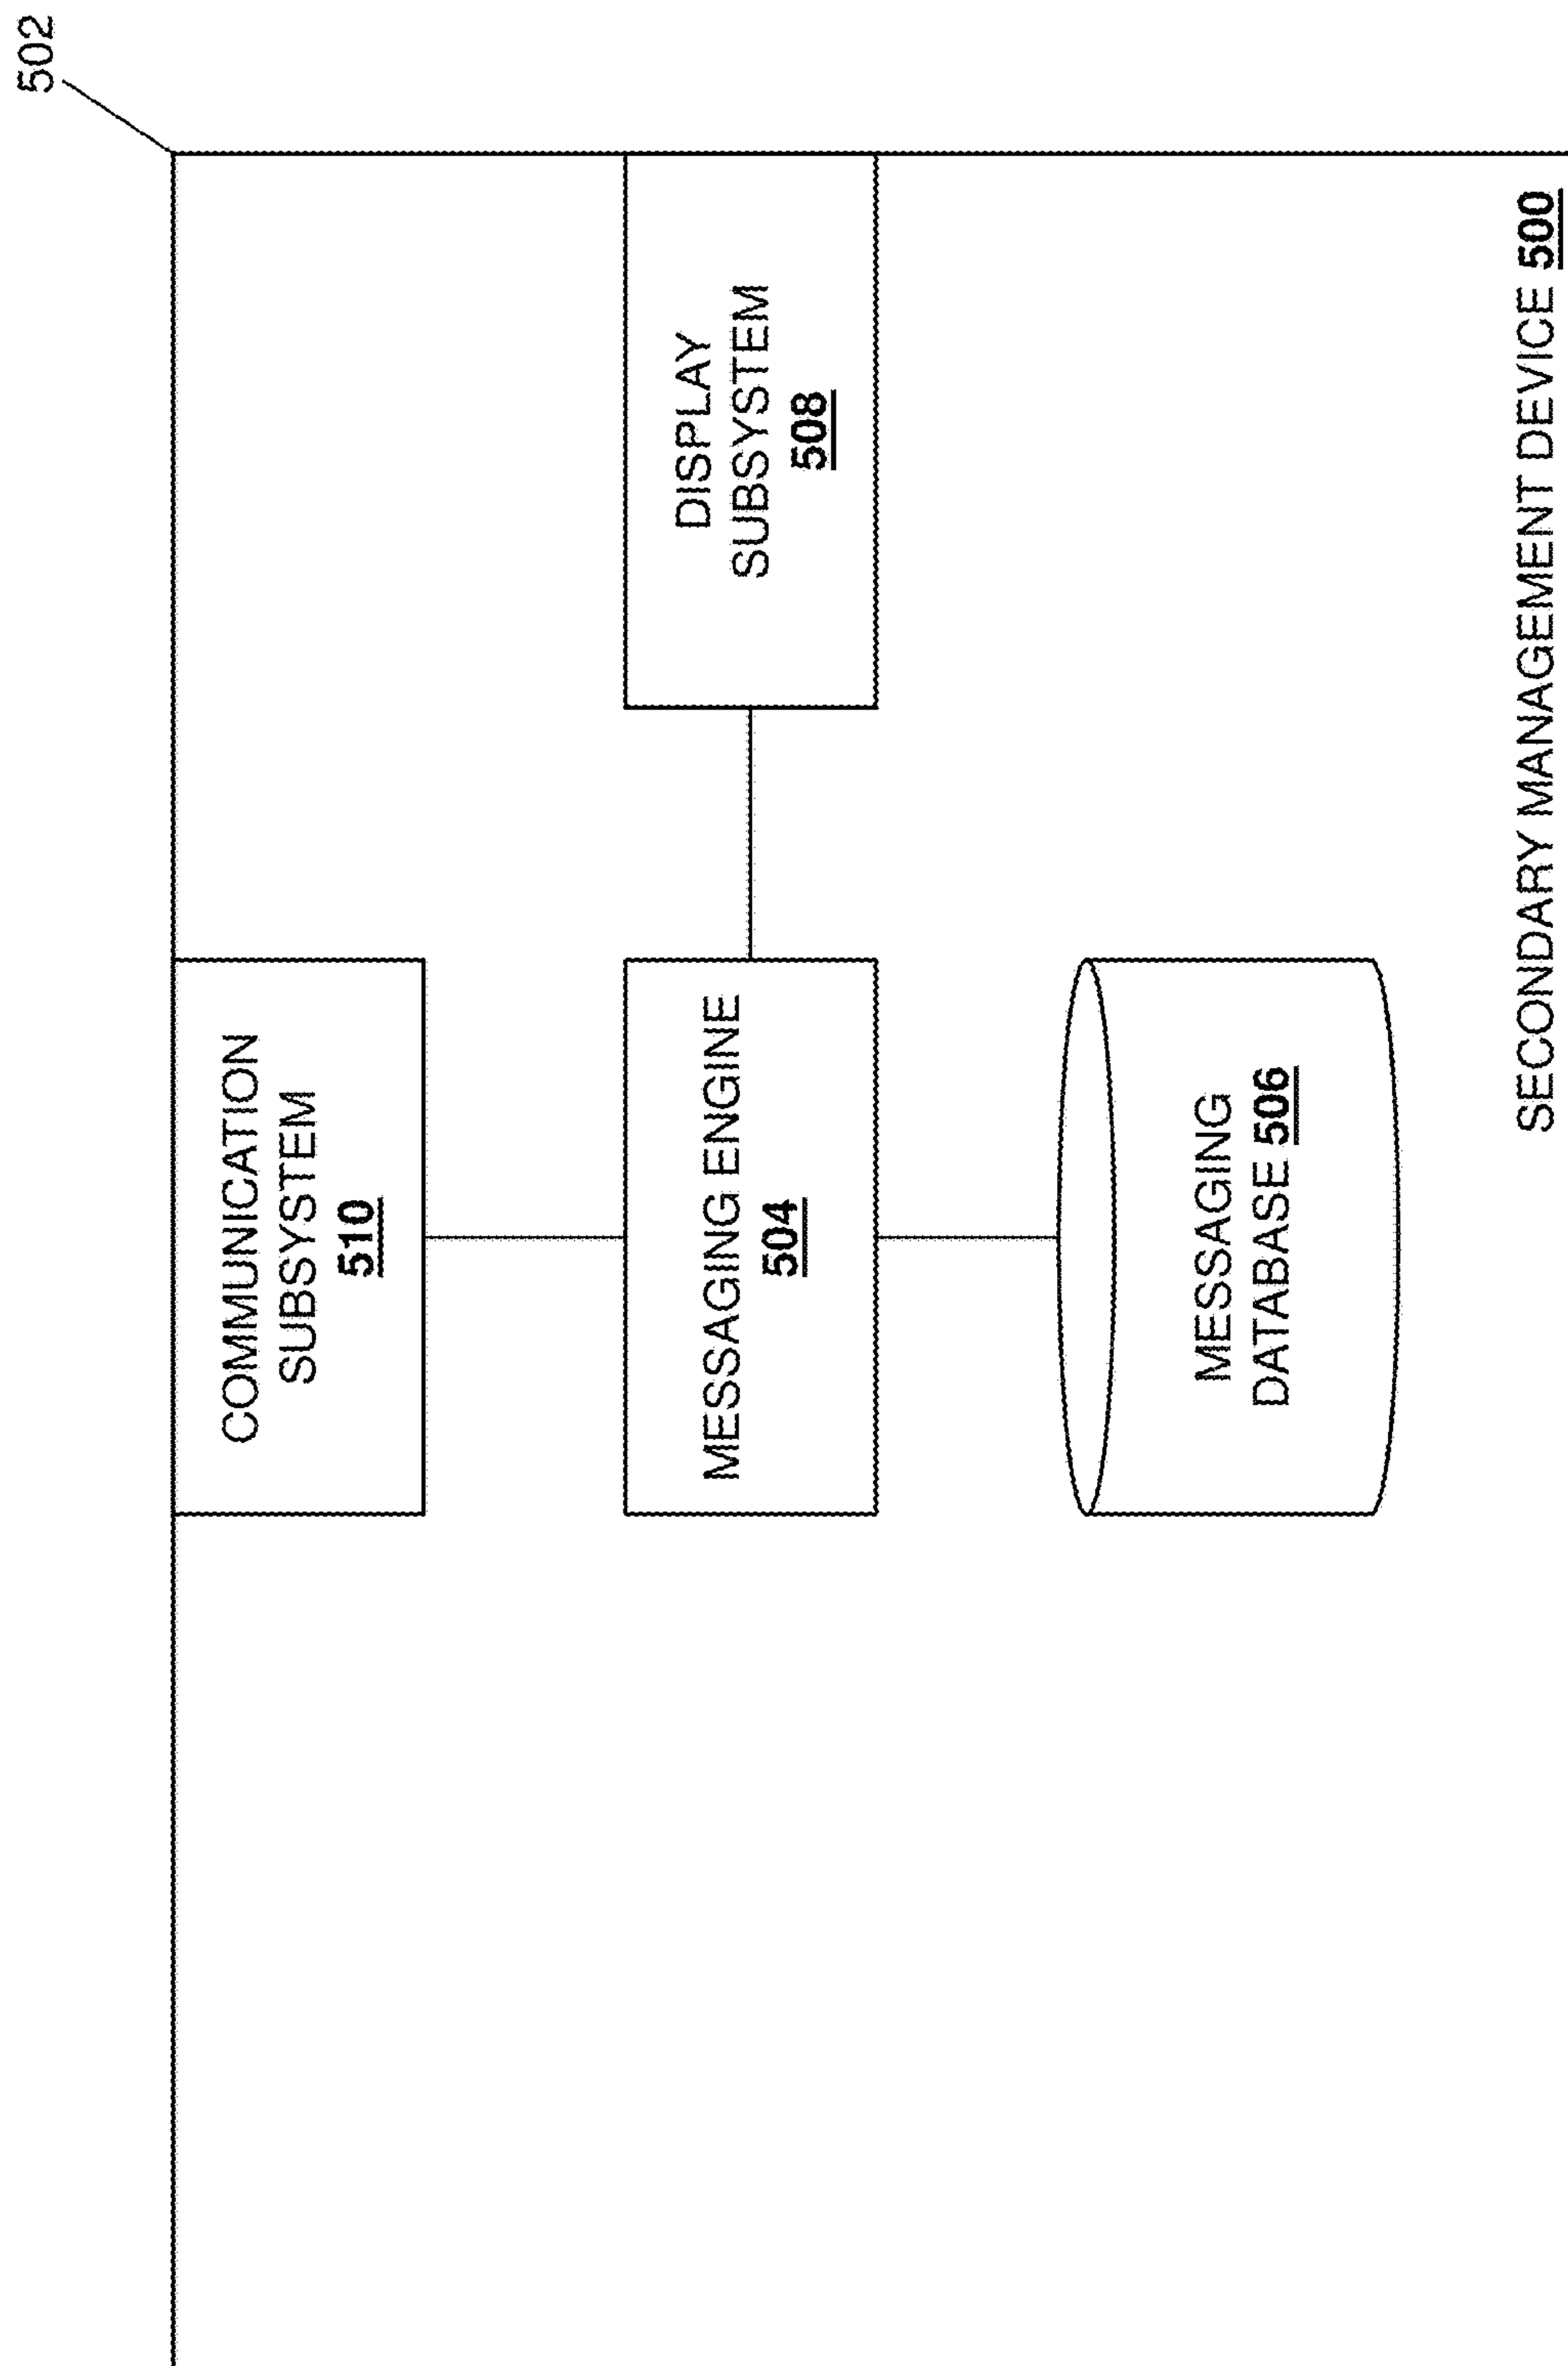 502
COMMUNICATION
SUBSYSTEM
510
MESSAGING ENGINE
504
DISPLAY
SUBSYSTEM
508
MESSAGING
DATABASE 506
SECONDARY MANAGEMENT DEVICE 500